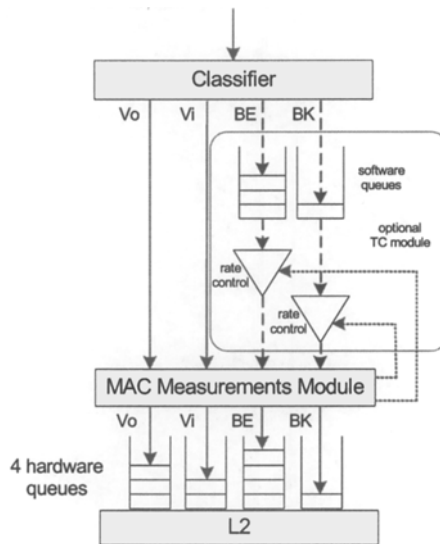 Classifier
Vo Vi BE BK
software
queues
optional
TC module
rate
control
rate
control
MAC Measurements Module
Vo Vi BE BK
4 hardware
queues
L2